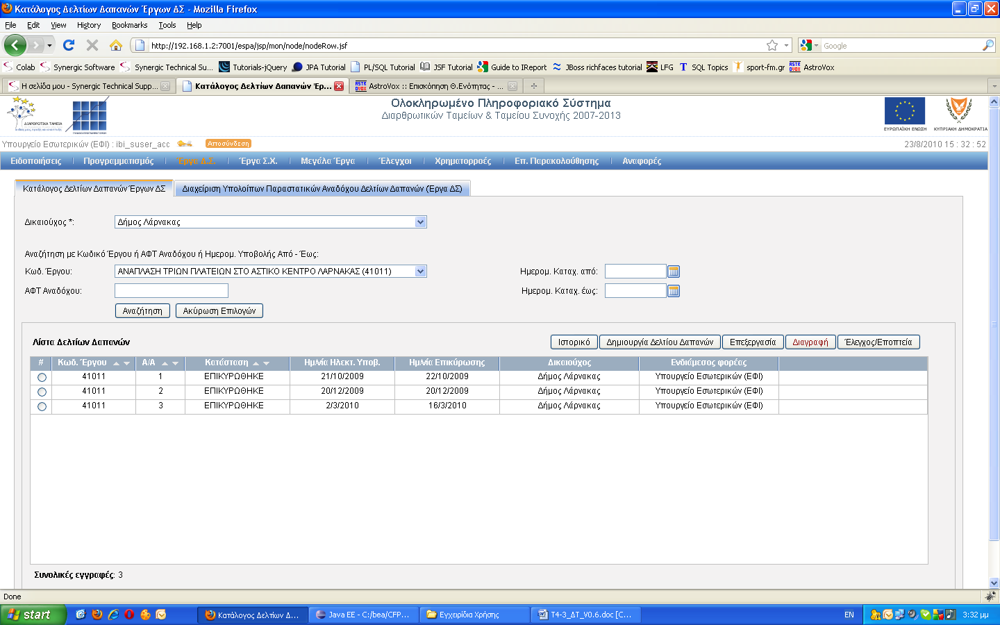 Κατάλογος Δελτίων Δαπανών Έργων ΔΣ - Mozilla Firefox
File Edit View History Bookmarks Tools Help
http://192.168.1.2:7001/espa/jsp/mon/node/nodeRow.jsf Google
Colab Synergic Software Synergic Technical Su... Tutorials-jQuery JPA Tutorial PL/SQL Tutorial JSF Tutorial Guide to IReport JBoss richfaces tutorial LFG SQL Topics sport-fm.gr AstroVox
Η σελίδα μου - Synergic Technical Supp... Κατάλογος Δελτίων Δαπανών Έρ... AstroVox :: Επισκόπηση Θ.Ενότητας - ...
Ολοκληρωμένο Πληροφοριακό Σύστημα
Διαρθρωτικών Ταμείων & Ταμείου Συνοχής 2007-2013
ΔΙΑΡΘΡΩΤΙΚΑ ΤΑΜΕΙΑ
ΕΥΡΩΠΑΪΚΗ ΕΝΩΣΗ ΚΥΠΡΙΑΚΗ ΔΗΜΟΚΡΑΤΙΑ
Υπουργείο Εσωτερικών (ΕΦΙ) : ibi_suser_acc Αποσύνδεση 23/8/2010 15 : 32 : 52
Ειδοποιήσεις Προγραμματισμός Έργα Δ.Σ. Έργα Σ.Χ. Μεγάλα Έργα Έλεγχοι Χρηματορροές Επ. Παρακολούθησης Αναφορές
Κατάλογος Δελτίων Δαπανών Έργων ΔΣ Διαχείριση Υπολοίπων Παραστατικών Αναδόχου Δελτίων Δαπανών (Εργα ΔΣ)
Δικαιούχος *: Δήμος Λάρνακας
Αναζήτηση με Κωδικό Έργου ή ΑΦΤ Αναδόχου ή Ημερομ. Υποβολής Από - Έως:
Κωδ. Έργου: ΑΝΑΠΛΑΣΗ ΤΡΙΩΝ ΠΛΑΤΕΙΩΝ ΣΤΟ ΑΣΤΙΚΟ ΚΕΝΤΡΟ ΛΑΡΝΑΚΑΣ (41011) Ημερομ. Καταχ. από:
ΑΦΤ Αναδόχου: Ημερομ. Καταχ. έως:
Αναζήτηση Ακύρωση Επιλογών
Λίστα Δελτίων Δαπανών Ιστορικό Δημιουργία Δελτίου Δαπανών Επεξεργασία Διαγραφή Έλεγχος/Εποπτεία
# Κωδ. Έργου Α/Α Κατάσταση Ημ/νία Ηλεκτ. Υποβ. Ημ/νία Επικύρωσης Δικαιούχος Ενδιάμεσος φορέας
41011 1 ΕΠΙΚΥΡΩΘΗΚΕ 21/10/2009 22/10/2009 Δήμος Λάρνακας Υπουργείο Εσωτερικών (ΕΦΙ)
41011 2 ΕΠΙΚΥΡΩΘΗΚΕ 20/12/2009 20/12/2009 Δήμος Λάρνακας Υπουργείο Εσωτερικών (ΕΦΙ)
41011 3 ΕΠΙΚΥΡΩΘΗΚΕ 2/3/2010 16/3/2010 Δήμος Λάρνακας Υπουργείο Εσωτερικών (ΕΦΙ)
Συνολικές εγγραφές: 3
Done
start Κατάλογος Δελτίων Δ... Java EE - C:/bea/CFP... Εγχειρίδια Χρήσης T4-3_ΔΤ_V0.6.doc [C... EN 3:32 μμ